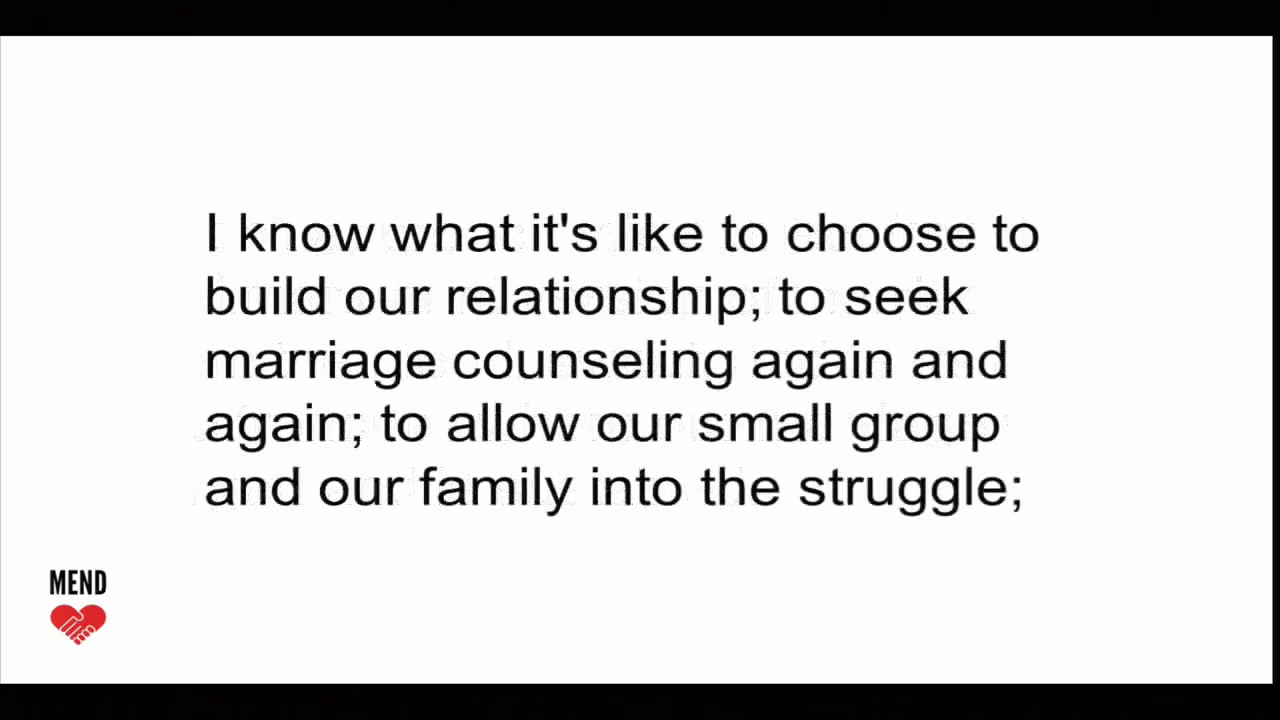 I know what it's like to choose to
build our relationship; to seek
marriage counseling again and
again; to allow our small group
and our family into the struggle;
MEND